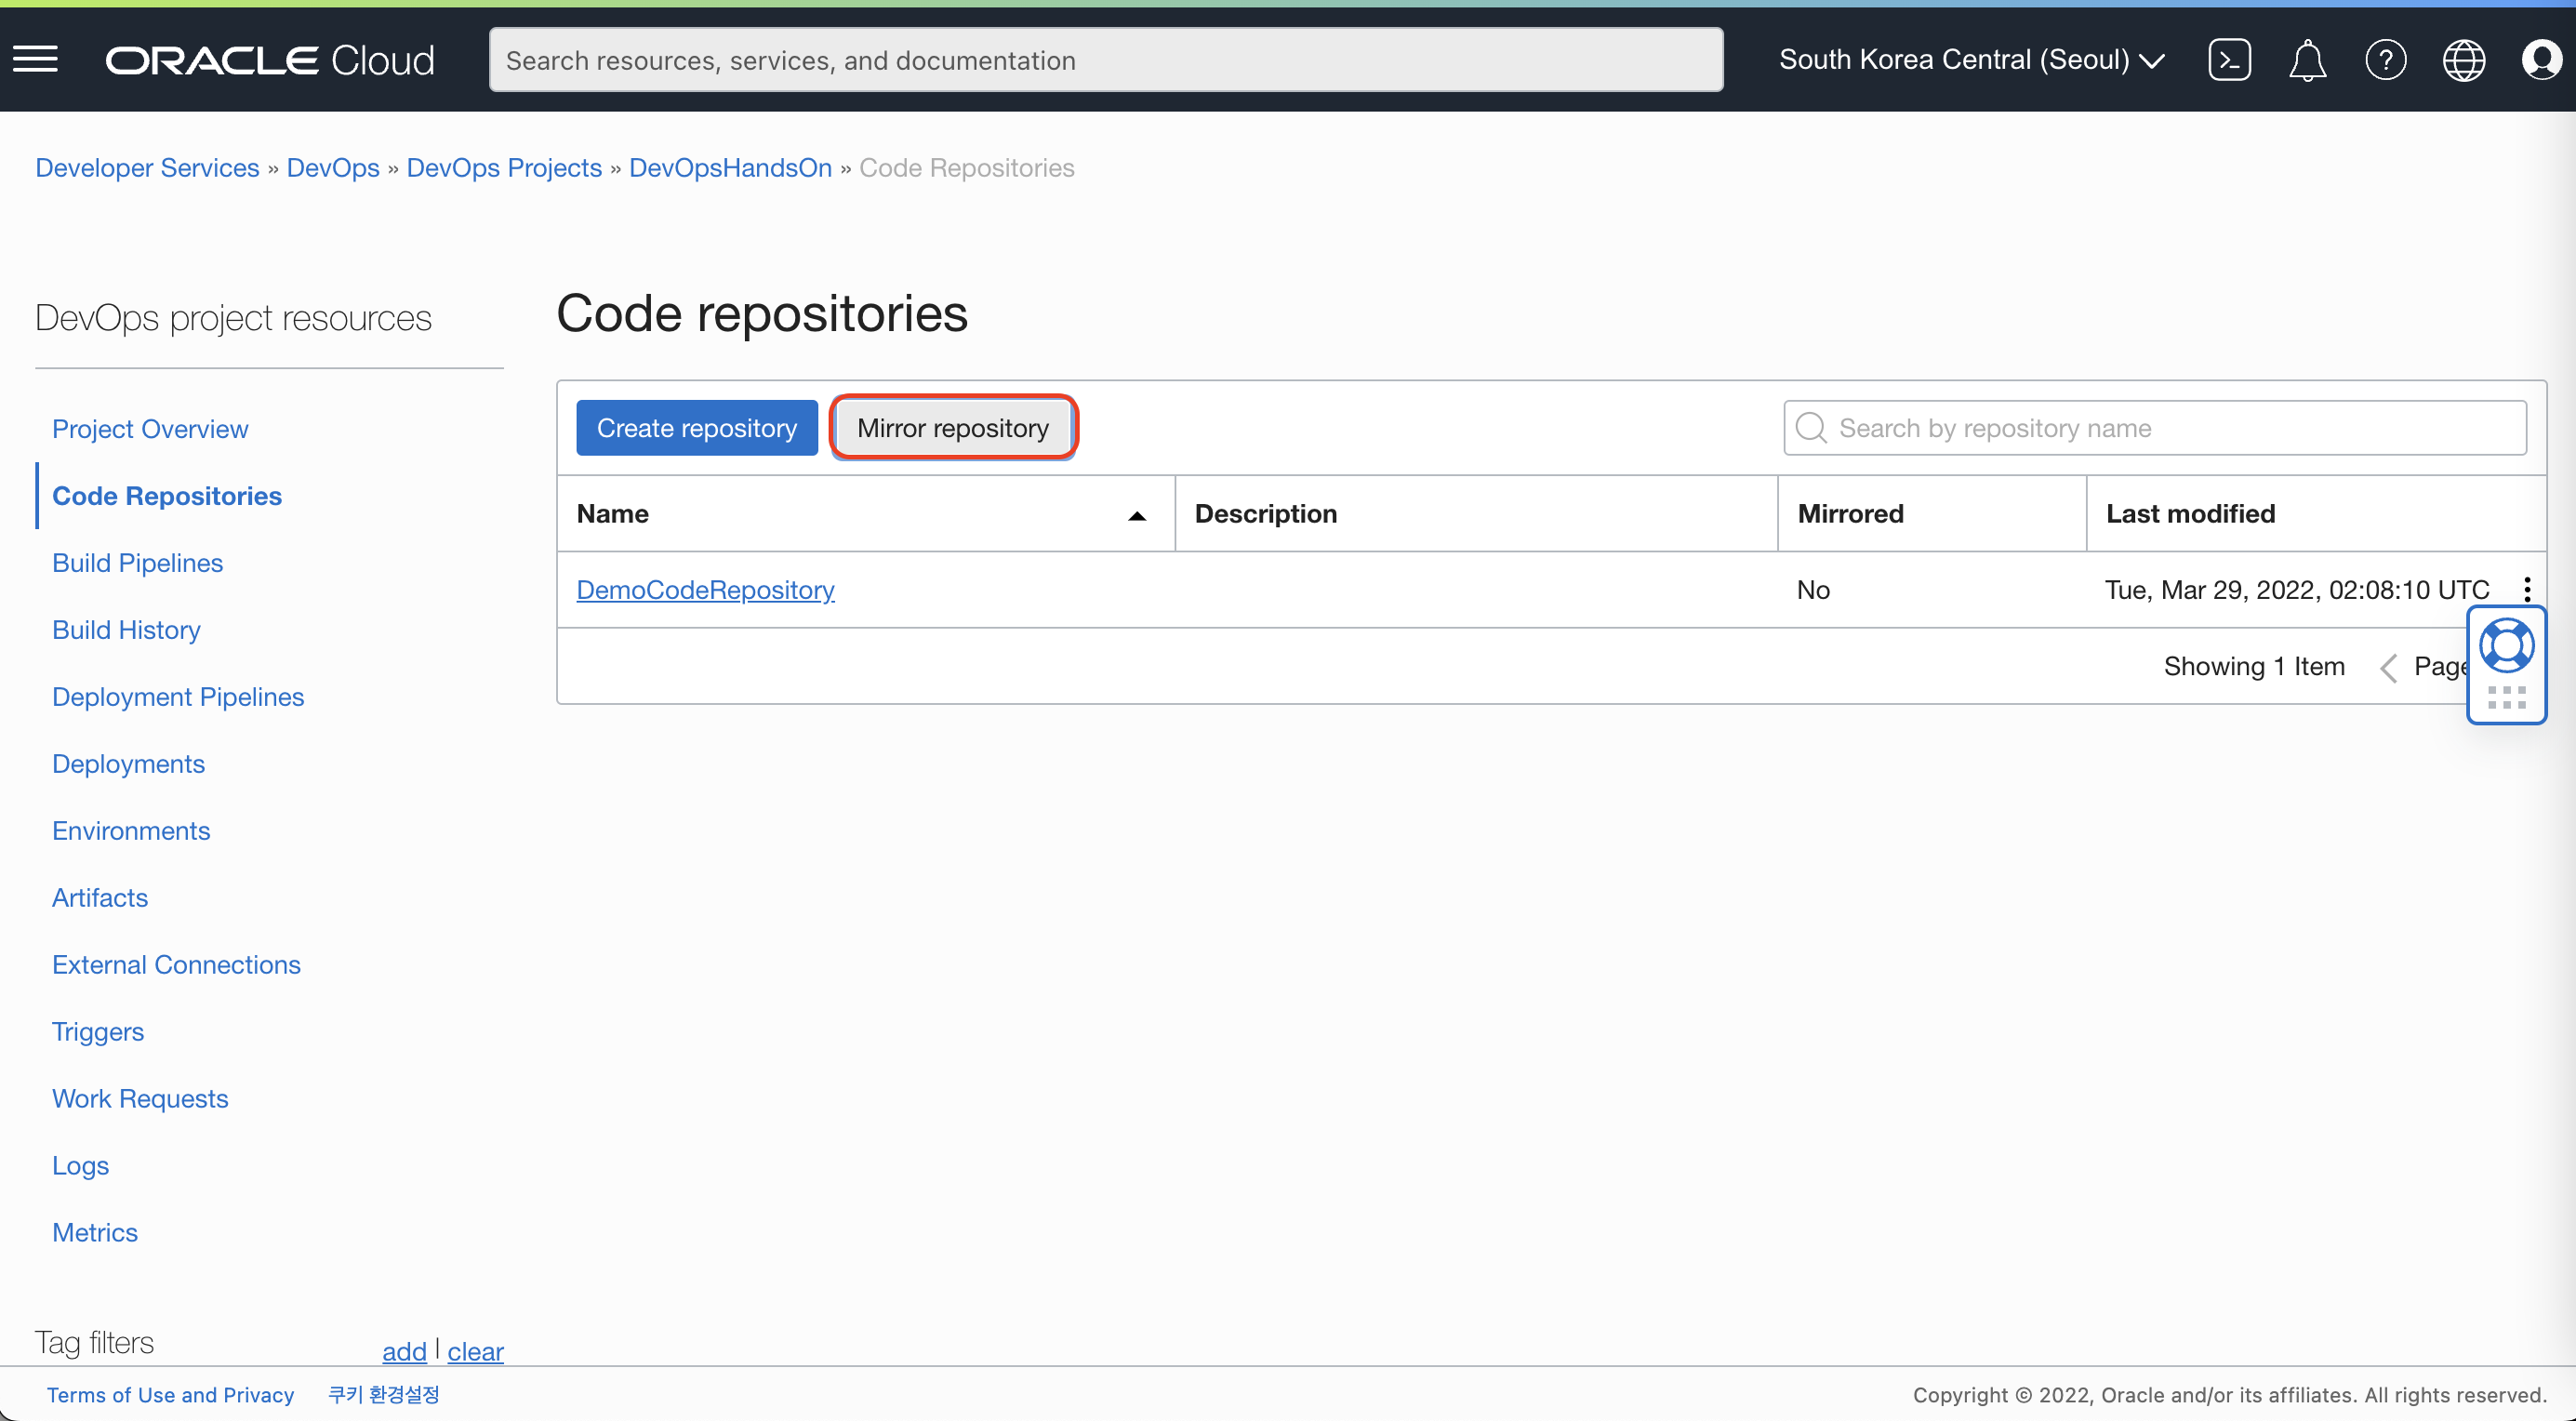 ORACLE Cloud
Search resources, services, and documentation
South Korea Central (Seoul)
Developer Services » DevOps » DevOps Projects » DevOpsHandsOn » Code Repositories
DevOps project resources
Project Overview
Code Repositories
Build Pipelines
Build History
Deployment Pipelines
Deployments
Environments
Artifacts
External Connections
Triggers
Work Requests
Logs
Metrics
Tag filters
add | clear
Code repositories
Create repository
Mirror repository
Search by repository name
Name
Description
Mirrored
Last modified
DemoCodeRepository
No
Tue, Mar 29, 2022, 02:08:10 UTC
Showing 1 Item
Page
Terms of Use and Privacy
쿠키 환경설정
Copyright © 2022, Oracle and/or its affiliates. All rights reserved.